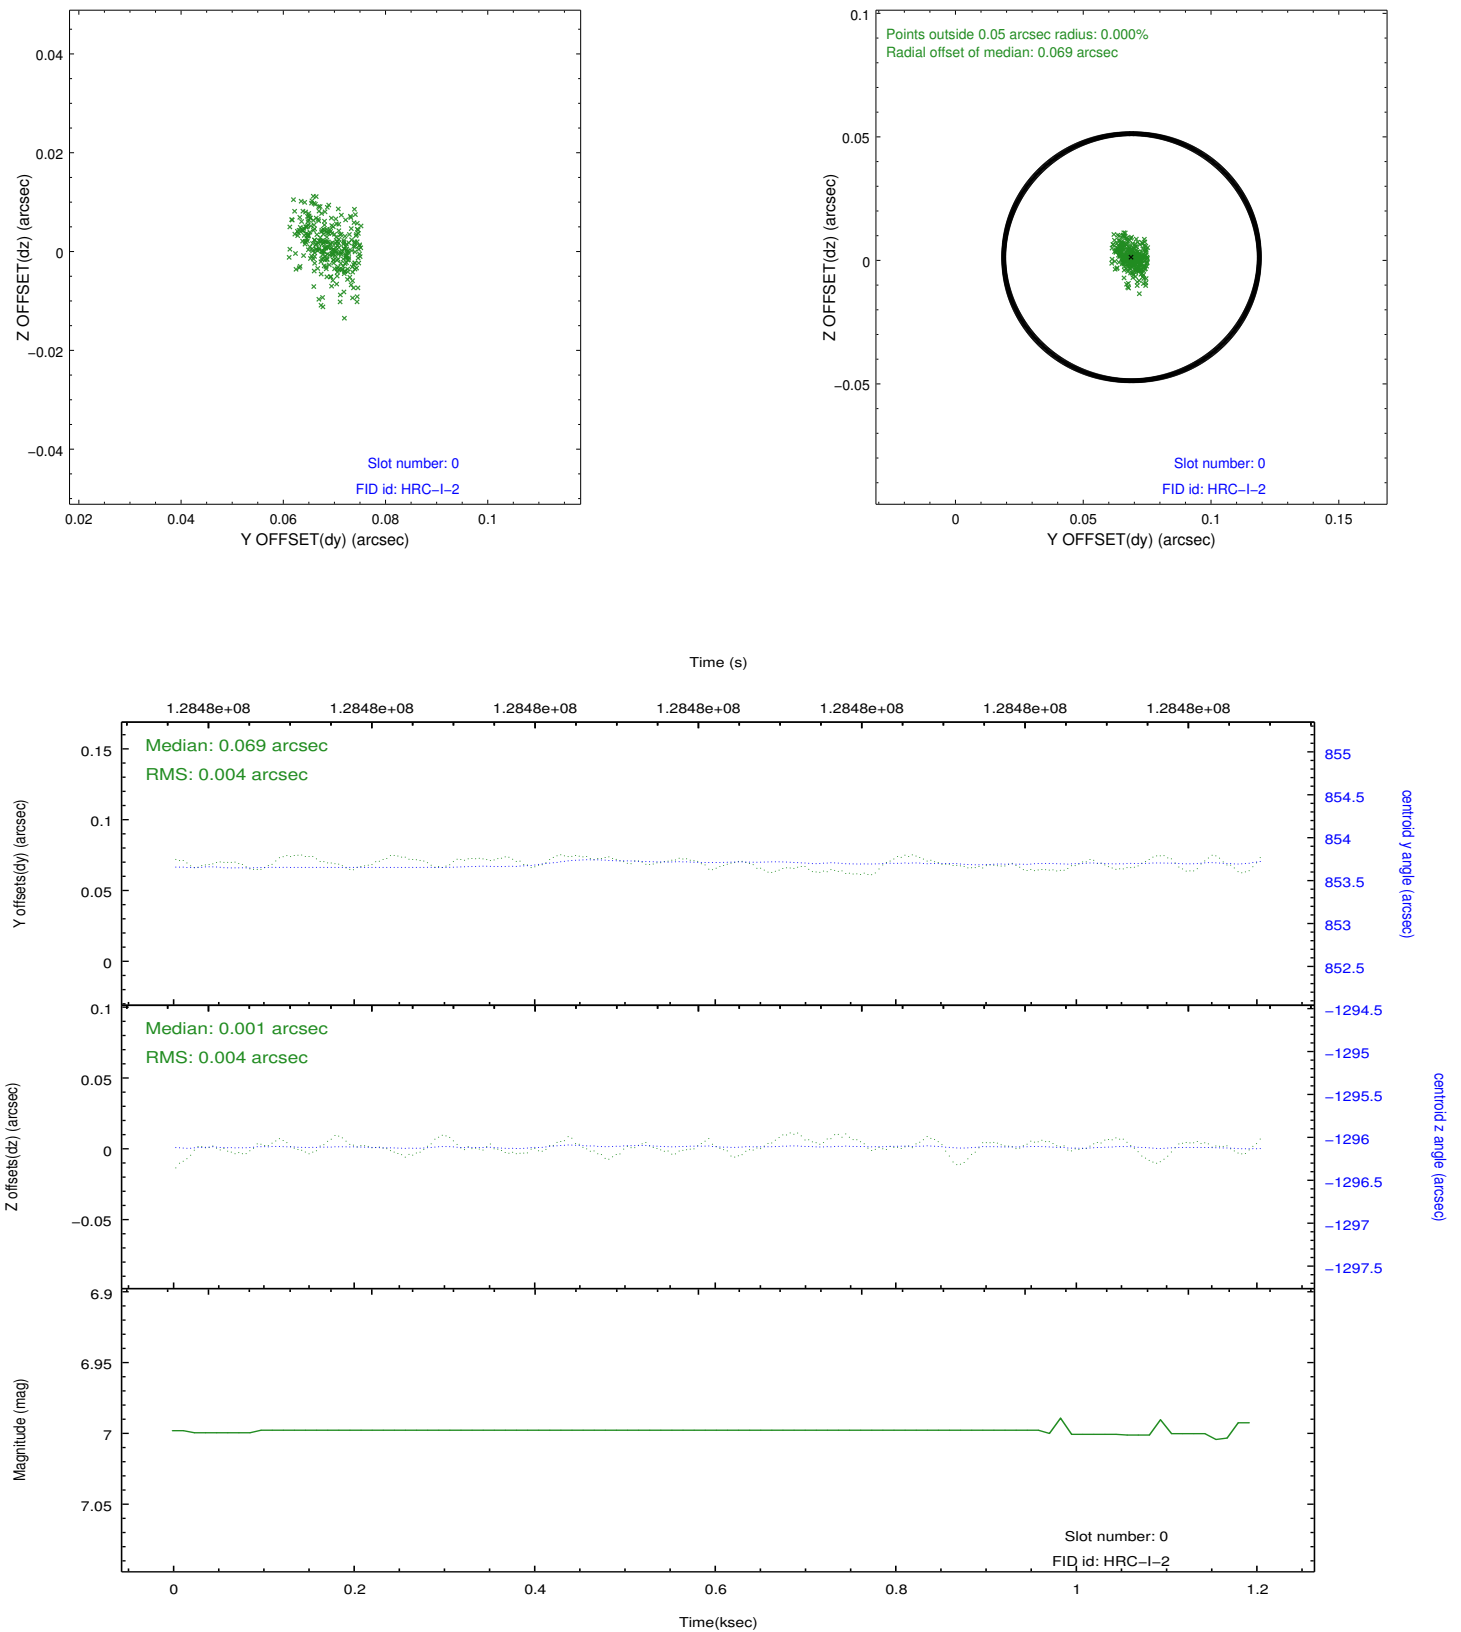 0.04
0.02
0
−0.02
−0.04
Z OFFSET(dz) (arcsec)
Slot number: 0
FID id: HRC−I−2
0.02 0.04 0.06 0.08 0.1
Y OFFSET(dy) (arcsec)
Points outside 0.05 arcsec radius: 0.000%
Radial offset of median: 0.069 arcsec
0.1
0.05
0
−0.05
Z OFFSET(dz) (arcsec)
Slot number: 0
FID id: HRC−I−2
0 0.05 0.1 0.15
Y OFFSET(dy) (arcsec)
Time (s)
1.2848e+08 1.2848e+08 1.2848e+08 1.2848e+08 1.2848e+08 1.2848e+08 1.2848e+08
Median: 0.069 arcsec
RMS: 0.004 arcsec
0.15
0.1
0.05
0
Y offsets(dy) (arcsec)
855
854.5
854
853.5
853
852.5
centroid y angle (arcsec)
Median: 0.001 arcsec
RMS: 0.004 arcsec
0.1
0.05
0
−0.05
Z offsets(dz) (arcsec)
−1294.5
−1295
−1295.5
−1296
−1296.5
−1297
−1297.5
centroid z angle (arcsec)
6.9
6.95
7
7.05
Magnitude (mag)
Slot number: 0
FID id: HRC−I−2
0 0.2 0.4 0.6 0.8 1 1.2
Time(ksec)